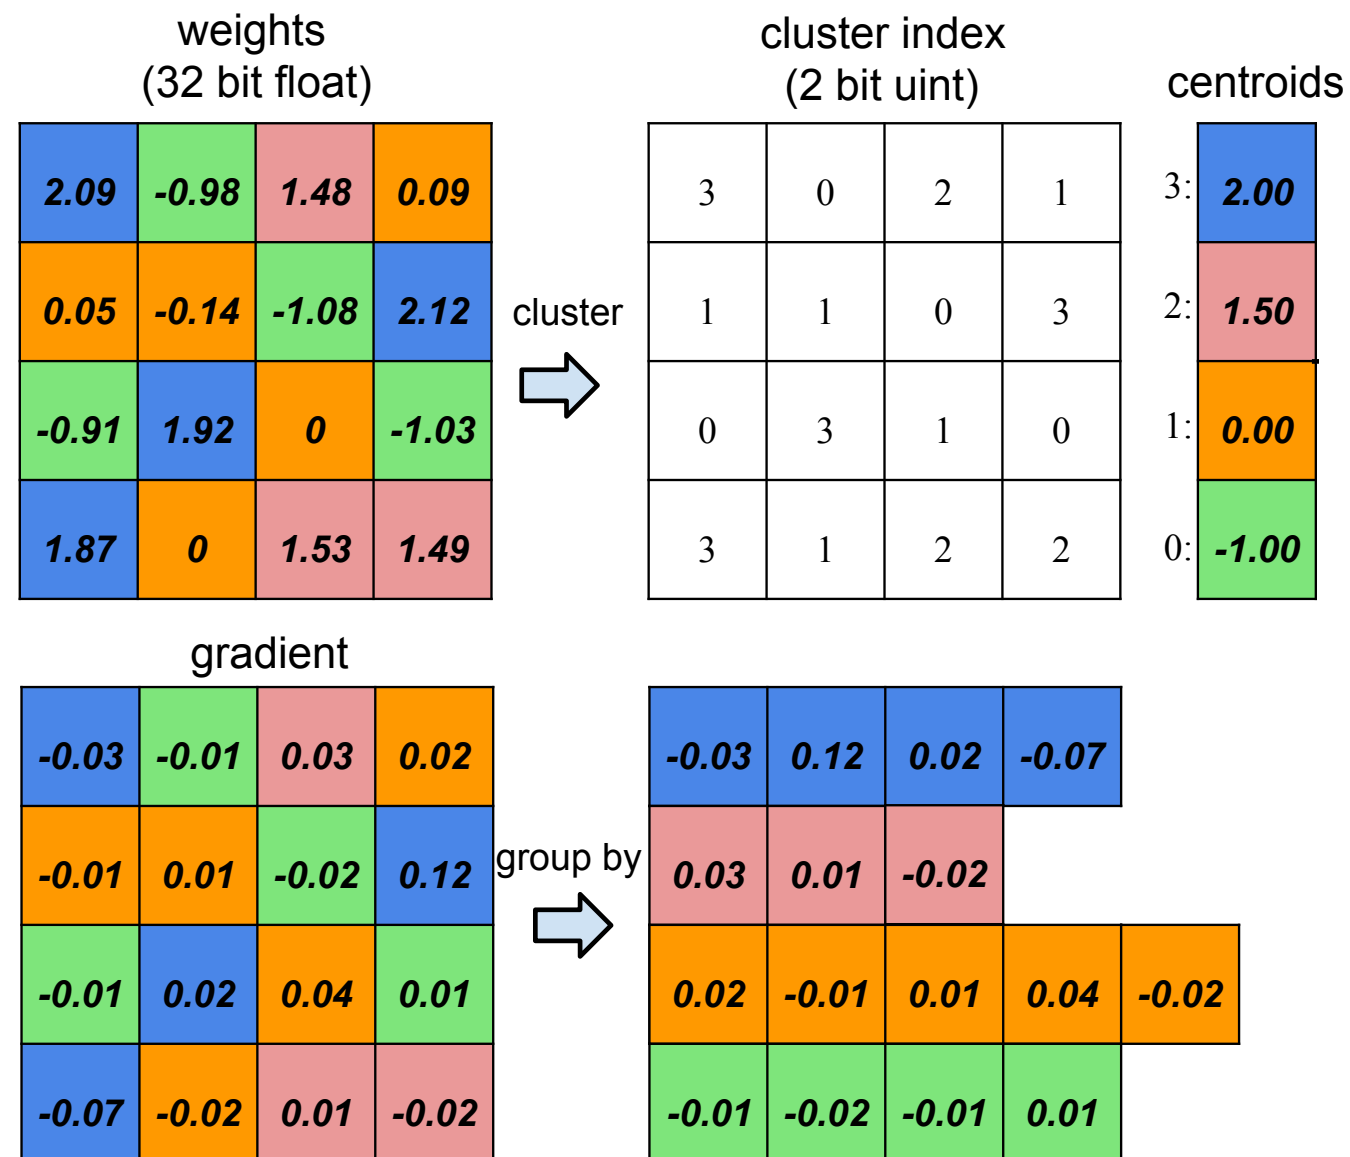 weights
(32 bit float)
cluster index
(2 bit uint)
centroids
2.09 -0.98 1.48 0.09
0.05 -0.14 -1.08 2.12
-0.91 1.92 0 -1.03
1.87 0 1.53 1.49
cluster
3 0 2 1
1 1 0 3
0 3 1 0
3 1 2 2
3: 2.00
2: 1.50
1: 0.00
0: -1.00
gradient
-0.03 -0.01 0.03 0.02
-0.01 0.01 -0.02 0.12
-0.01 0.02 0.04 0.01
-0.07 -0.02 0.01 -0.02
group by
-0.03 0.12 0.02 -0.07
0.03 0.01 -0.02
0.02 -0.01 0.01 0.04 -0.02
-0.01 -0.02 -0.01 0.01